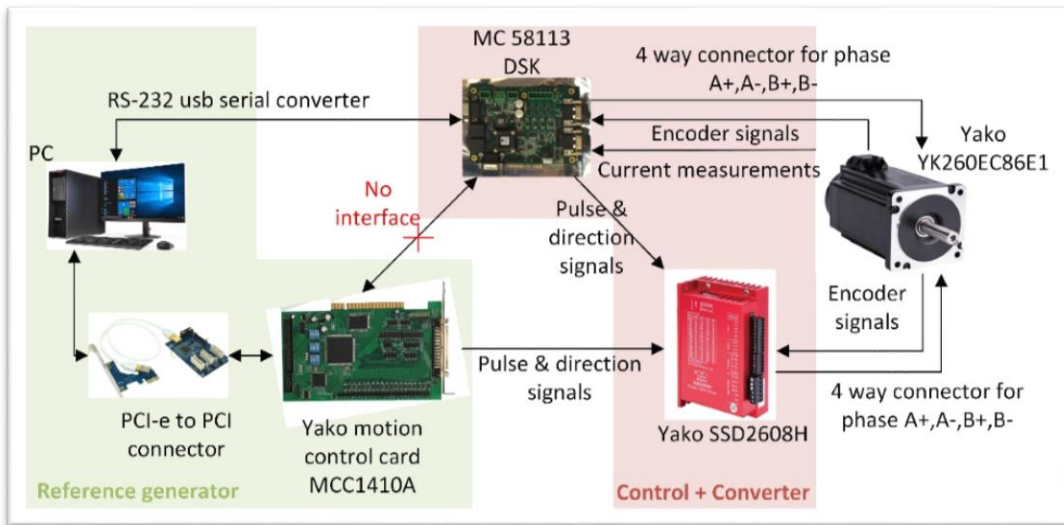 MC 58113
DSK
4 way connector for phase
A+,A-,B+,B-
RS-232 usb serial converter
Encoder signals
Yako
YK260EC86E1
PC
Current measurements
No
interface
Pulse &
direction
signals
Encoder
signals
Pulse & direction
signals
4 way connector for
phase A+,A-,B+,B-
PCI-e to PCI
connector
Yako motion
control card
MCC1410A
Yako SSD2608H
Reference generator
Control + Converter